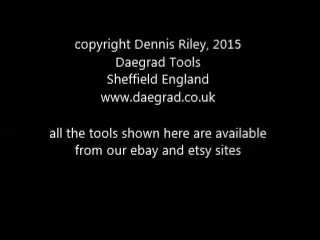 copyright Dennis Riley, 2015
Daegrad Tools
Sheffield England
www.daegrad.co.uk
all the tools shown here are available
from our ebay and etsy sites